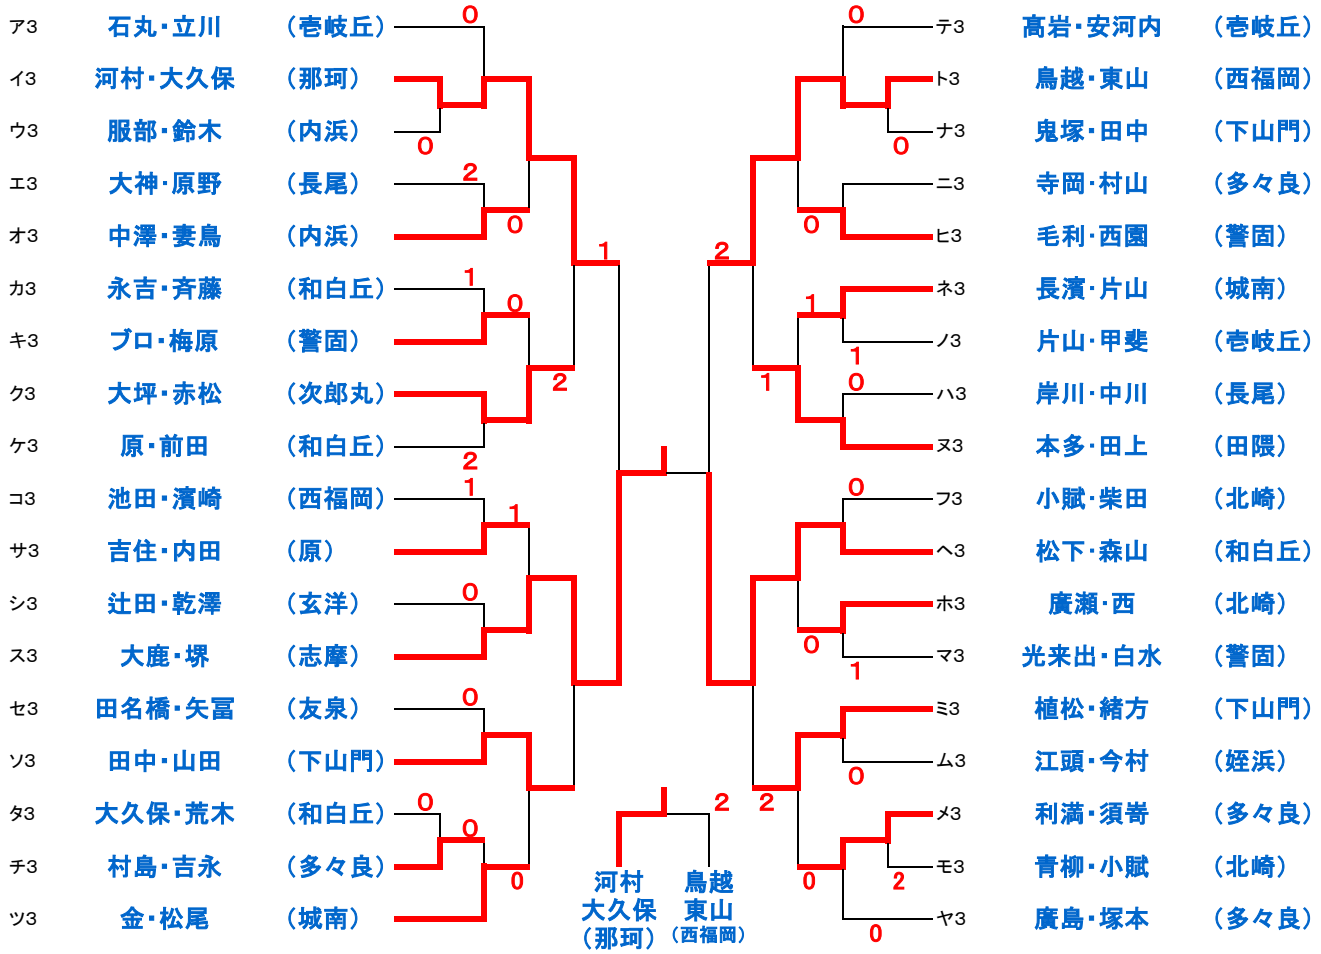 ア3 石丸・立川 （壱岐丘）
イ3 河村・大久保 （那珂）
ウ3 服部・鈴木 （内浜）
エ3 大神・原野 （長尾）
オ3 中澤・妻鳥 （内浜）
カ3 永吉・斉藤 （和白丘）
キ3 ブロ・梅原 （警固）
ク3 大坪・赤松 （次郎丸）
ケ3 原・前田 （和白丘）
コ3 池田・濱崎 （西福岡）
サ3 吉住・内田 （原）
シ3 辻田・乾澤 （玄洋）
ス3 大鹿・堺 （志摩）
セ3 田名橋・矢冨 （友泉）
ソ3 田中・山田 （下山門）
タ3 大久保・荒木 （和白丘）
チ3 村島・吉永 （多々良）
ツ3 金・松尾 （城南）
0
0
2
0
1
0
2
2
1
1
1
0
0
0
0
0
河村
大久保
（那珂）
2
鳥越
東山
（西福岡）
0
0
0
2
1
1
0
1
0
0
1
2
0
0
2
0
テ3 髙岩・安河内 （壱岐丘）
ト3 鳥越・東山 （西福岡）
ナ3 鬼塚・田中 （下山門）
ニ3 寺岡・村山 （多々良）
ヒ3 毛利・西園 （警固）
ネ3 長濱・片山 （城南）
ノ3 片山・甲斐 （壱岐丘）
ハ3 岸川・中川 （長尾）
ヌ3 本多・田上 （田隈）
フ3 小賦・柴田 （北崎）
ヘ3 松下・森山 （和白丘）
ホ3 廣瀬・西 （北崎）
マ3 光来出・白水 （警固）
ミ3 植松・緒方 （下山門）
ム3 江頭・今村 （姪浜）
メ3 利満・須嵜 （多々良）
モ3 青柳・小賦 （北崎）
ヤ3 廣島・塚本 （多々良）